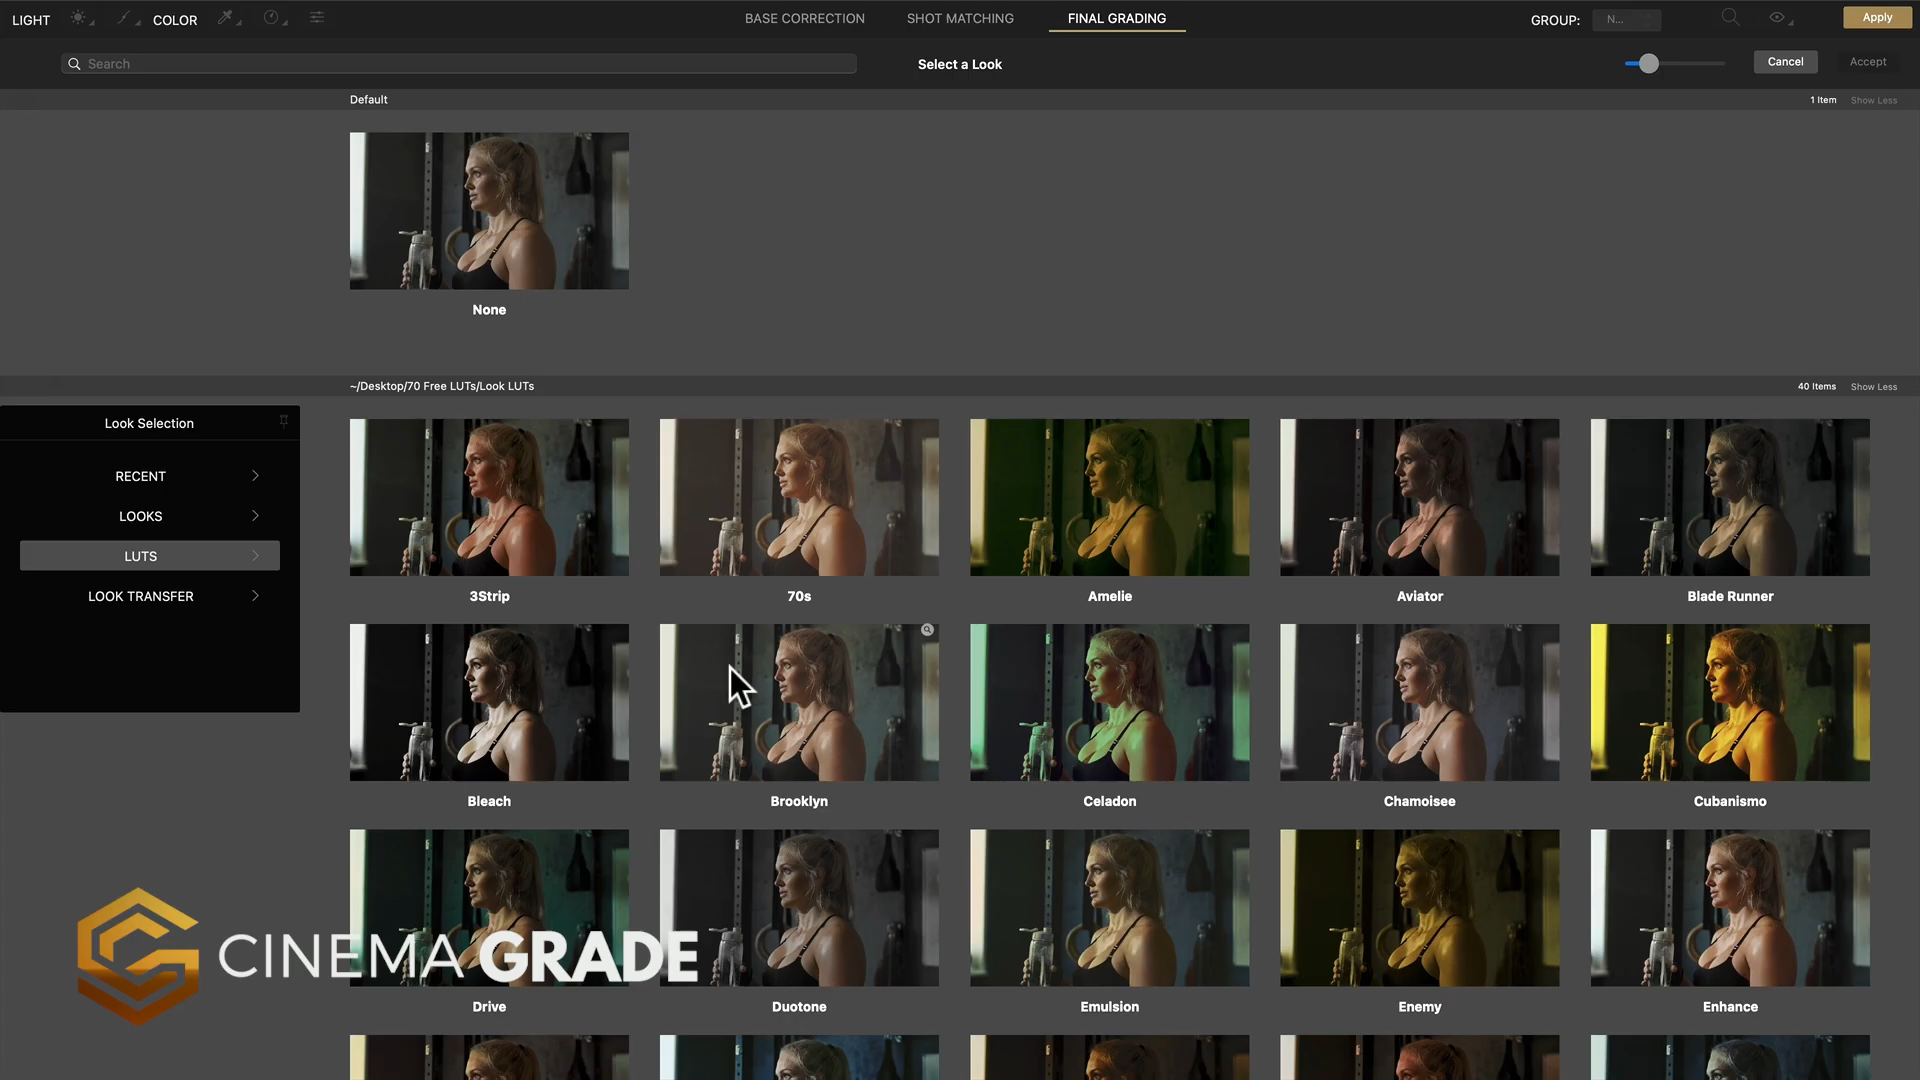 LIGHT
COLOR
BASE CORRECTION
SHOT MATCHING
FINAL GRADING
GROUP:
N...
Apply
Search
Select a Look
Cancel
Accept
Default
1 Item
Show Less
None
~/Desktop/70 Free LUTs/Look LUTs
40 Items
Show Less
Look Selection
RECENT
LOOKS
LUTS
LOOK TRANSFER
3Strip
70s
Amelie
Aviator
Blade Runner
Bleach
Brooklyn
Celadon
Chamoisee
Cubanismo
CINEMA GRADE
Drive
Duotone
Emulsion
Enemy
Enhance